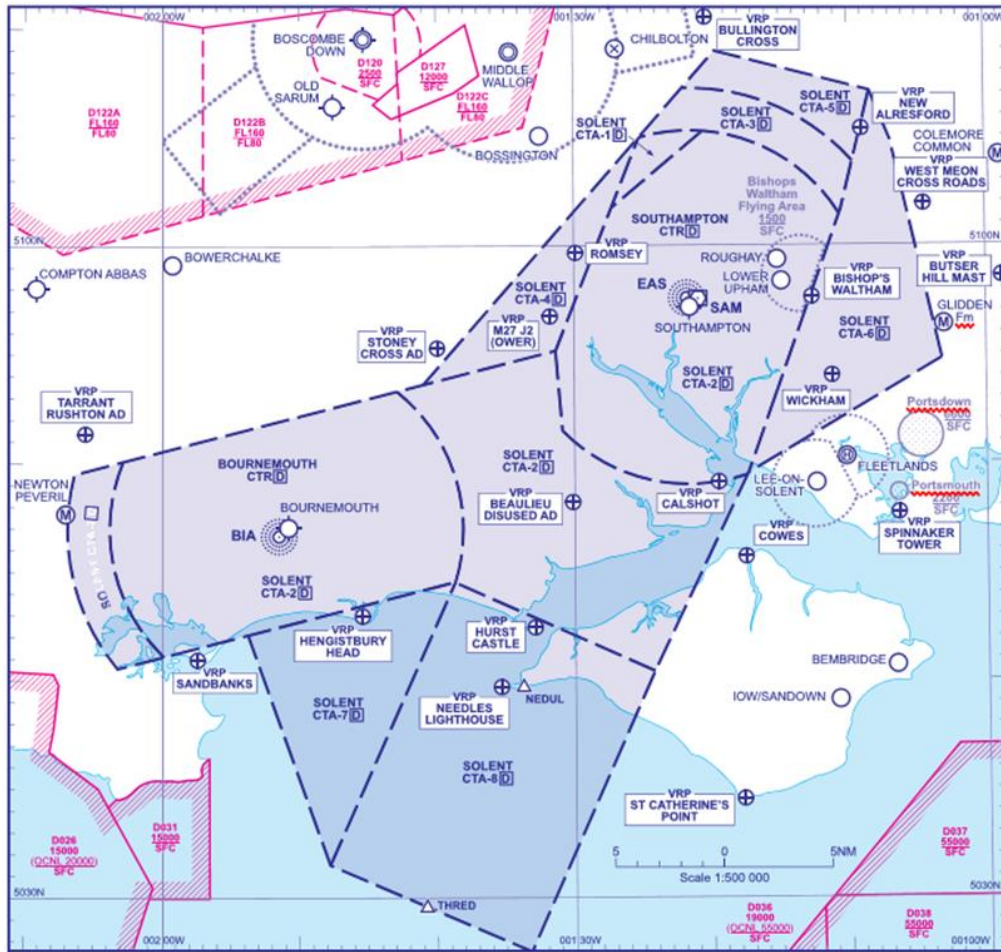 002 00W
001 30W
001 00W
BOSCOMBE
DOWN
D120
2500
SFC
D127
12000
SFC
MIDDLE
WALLOP
CHILBOLTON
VRP
BULLINGTON
CROSS
OLD
SARUM
D122A
FL160
FL80
D122B
FL160
FL80
D122C
FL160
FL80
BOSSINGTON
SOLENT
CTA-1 D
SOLENT
CTA-3 D
SOLENT
CTA-5 D
VRP
NEW
ALRESFORD
COLEMORE
COMMON
M
VRP
WEST MEON
CROSS ROADS
Bishops
Waltham
Flying Area
1500
SFC
SOUTHAMPTON
CTR D
5100N
5100N
COMPTON ABBAS
BOWERCHALKE
VRP
ROMSEY
ROUGHAY
LOWER
UPHAM
EAS
SAM
SOUTHAMPTON
VRP
BISHOP'S
WALTHAM
VRP
BUTSER
HILL MAST
GLIDDEN
Fm
M
SOLENT
CTA-4 D
VRP
M27 J2
(OWER)
VRP
STONEY
CROSS AD
SOLENT
CTA-6 D
SOLENT
CTA-2 D
VRP
WICKHAM
VRP
TARRANT
RUSHTON AD
Portsdown
SFC
NEWTON
PEVERIL
M
BOURNEMOUTH
CTR D
SOLENT
CTA-2 D
H
FLEETLANDS
LEE-ON-
SOLENT
Portsmouth
SFC
BOURNEMOUTH
BIA
VRP
BEAULIEU
DISUSED AD
VRP
CALSHOT
VRP
SPINNAKER
TOWER
VRP
COWES
SOLENT
CTA-2 D
VRP
HENGISTBURY
HEAD
VRP
HURST
CASTLE
VRP
SANDBANKS
BEMBRIDGE
IOW/SANDOWN
NEDUL
VRP
NEEDLES
LIGHTHOUSE
SOLENT
CTA-7 D
SOLENT
CTA-8 D
VRP
ST CATHERINE'S
POINT
D026
15000
(OCNL 20000)
SFC
D031
15000
SFC
D037
55000
SFC
5 0 5NM
Scale 1:500 000
5030N
5030N
THRED
D036
19000
(OCNL 55000)
SFC
D038
55000
SFC
002 00W
001 30W
00190W